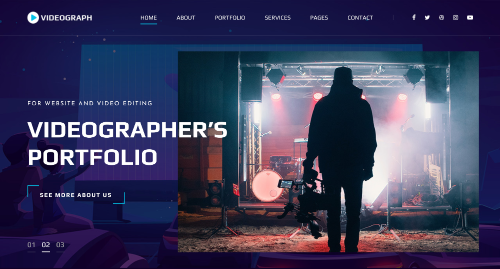 VIDEOGRAPH
HOME ABOUT PORTFOLIO SERVICES PAGES CONTACT
FOR WEBSITE AND VIDEO EDITING
VIDEOGRAPHER'S
PORTFOLIO
SEE MORE ABOUT US
01 02 03